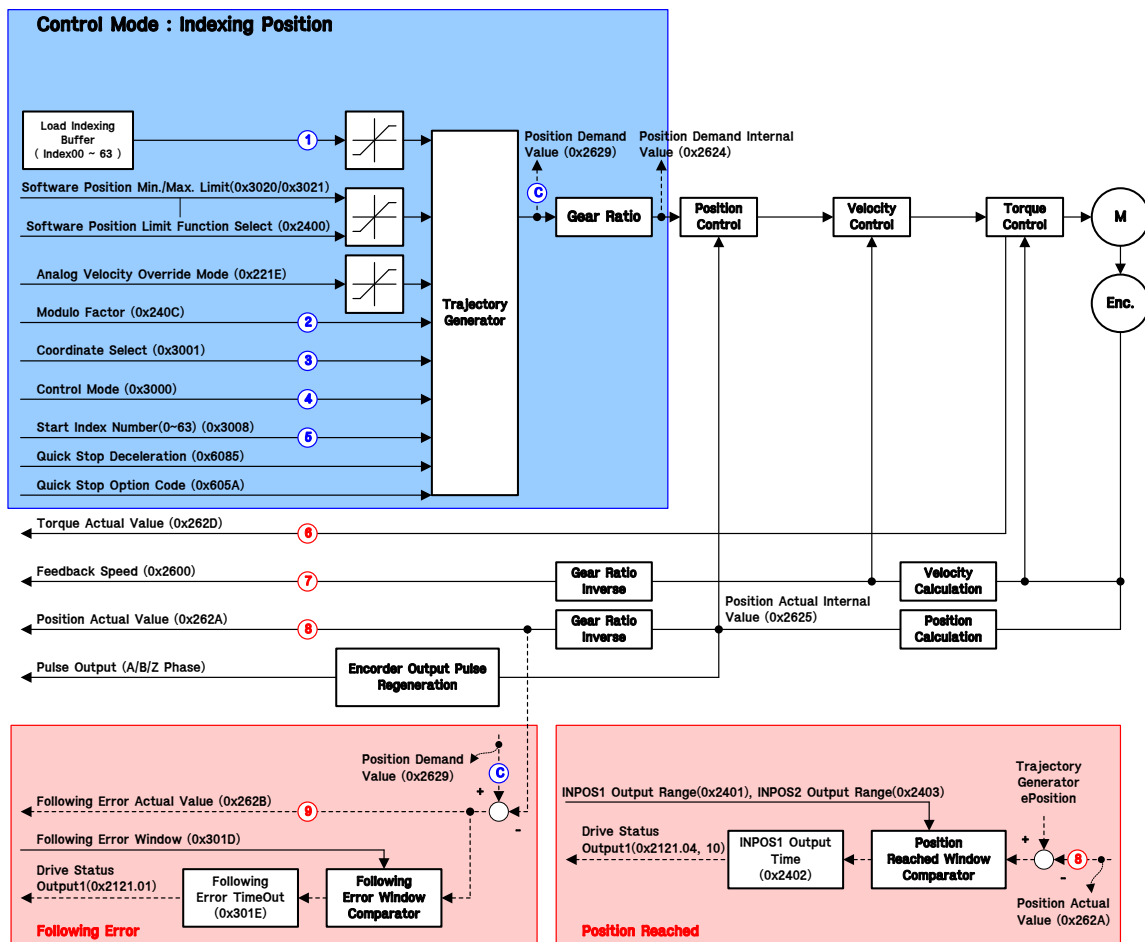 Control Mode : Indexing Position
Load Indexing
Buffer
( Index00 ~ 63 )
1
Position Demand
Value (0x2629)
Position Demand Internal
Value (0x2624)
Software Position Min./Max. Limit(0x3020/0x3021)
C
Gear Ratio
Position
Control
Velocity
Control
Torque
Control
M
Software Position Limit Function Select (0x2400)
Analog Velocity Override Mode (0x221E)
Trajectory
Generator
Enc.
Modulo Factor (0x240C)
2
Coordinate Select (0x3001)
3
Control Mode (0x3000)
4
Start Index Number(0~63) (0x3008)
5
Quick Stop Deceleration (0x6085)
Quick Stop Option Code (0x605A)
Torque Actual Value (0x262D)
6
Feedback Speed (0x2600)
7
Gear Ratio
Inverse
Velocity
Calculation
Position Actual Value (0x262A)
8
Gear Ratio
Inverse
Position Actual Internal
Value (0x2625)
Position
Calculation
Pulse Output (A/B/Z Phase)
Encorder Output Pulse
Regeneration
Position Demand
Value (0x2629)
C
+
-
Following Error Actual Value (0x262B)
9
Following Error Window (0x301D)
Drive Status
Output1(0x2121.01)
Following
Error TimeOut
(0x301E)
Following
Error Window
Comparator
Following Error
Trajectory
Generator
ePosition
INPOS1 Output Range(0x2401), INPOS2 Output Range(0x2403)
Drive Status
Output1(0x2121.04, 10)
INPOS1 Output
Time
(0x2402)
Position
Reached Window
Comparator
+
-
8
Position Actual
Value (0x262A)
Position Reached